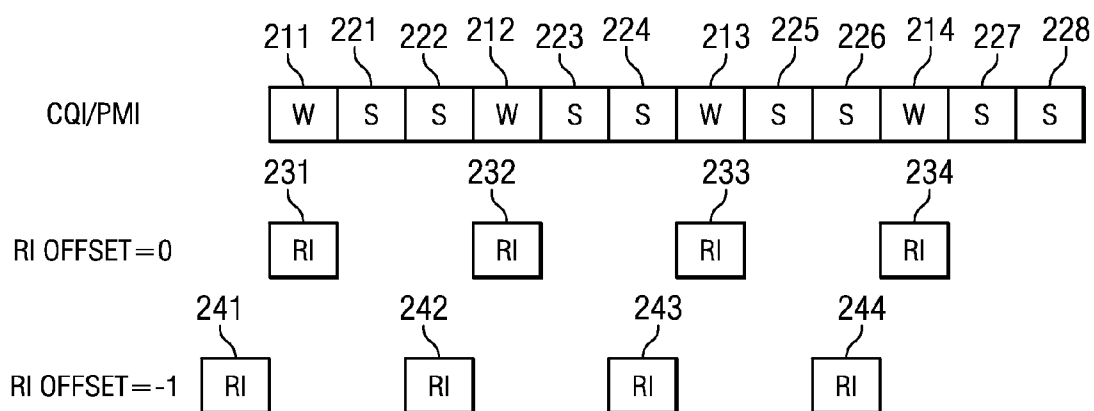 211 221 222 212 223 224 213 225 226 214 227 228
CQI/PMI W S S W S S W S S W S S
231 232 233 234
RI OFFSET=0 RI RI RI RI
241 242 243 244
RI OFFSET=-1 RI RI RI RI